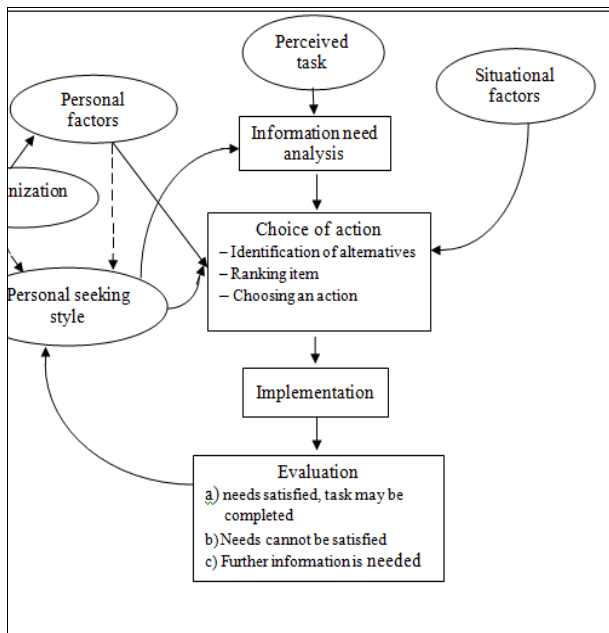 Perceived
task
Situational
factors
Personal
factors
Information need
analysis
nization
Choice of action
– Identification of alternatives
– Ranking item
– Choosing an action
Personal seeking
style
Implementation
Evaluation
a) needs satisfied, task may be
completed
b) Needs cannot be satisfied
c) Further information is needed